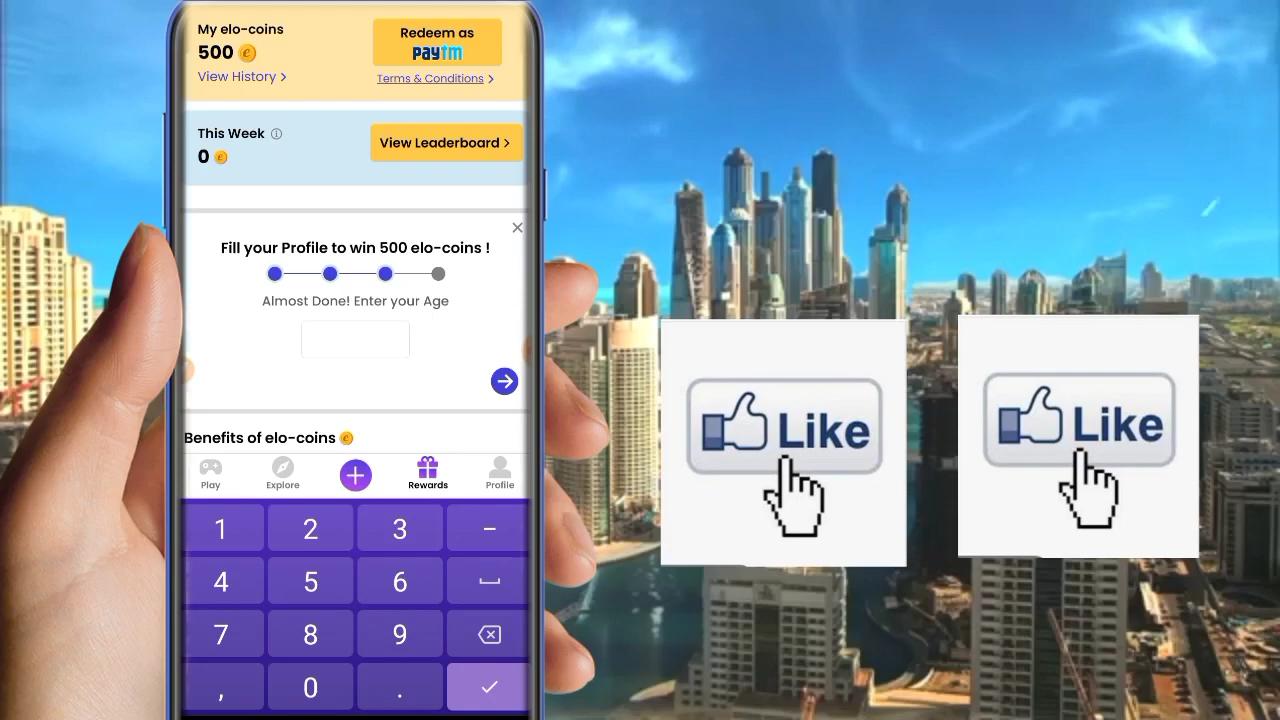 My elo-coins
500
View History >
Redeem as
paytm
Terms & Conditions >
This Week
0
View Leaderboard >
Fill your Profile to win 500 elo-coins !
Almost Done! Enter your Age
Benefits of elo-coins
Play
Explore
Rewards
Profile
1 2 3 -
4 5 6
7 8 9
, 0 .
Like
Like